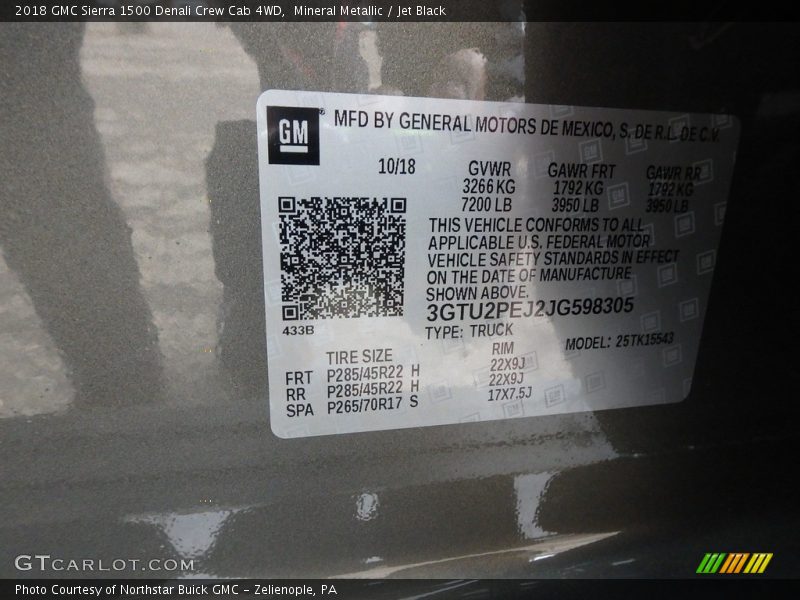 2018 GMC Sierra 1500 Denali Crew Cab 4WD, Mineral Metallic / Jet Black
GM®
MFD BY GENERAL MOTORS DE MEXICO, S. DE R.L. DE C.V.
10/18 GVWR GAWR FRT GAWR RR
3266 KG 1792 KG 1792 KG
7200 LB 3950 LB 3950 LB
THIS VEHICLE CONFORMS TO ALL
APPLICABLE U.S. FEDERAL MOTOR
VEHICLE SAFETY STANDARDS IN EFFECT
ON THE DATE OF MANUFACTURE
SHOWN ABOVE.
3GTU2PEJ2JG598305
433B TYPE: TRUCK MODEL: 25TK15543
TIRE SIZE RIM
FRT P285/45R22 H 22X9J
RR P285/45R22 H 22X9J
SPA P265/70R17 S 17X7.5J
GTCARLOT.COM
Photo Courtesy of Northstar Buick GMC - Zelienople, PA